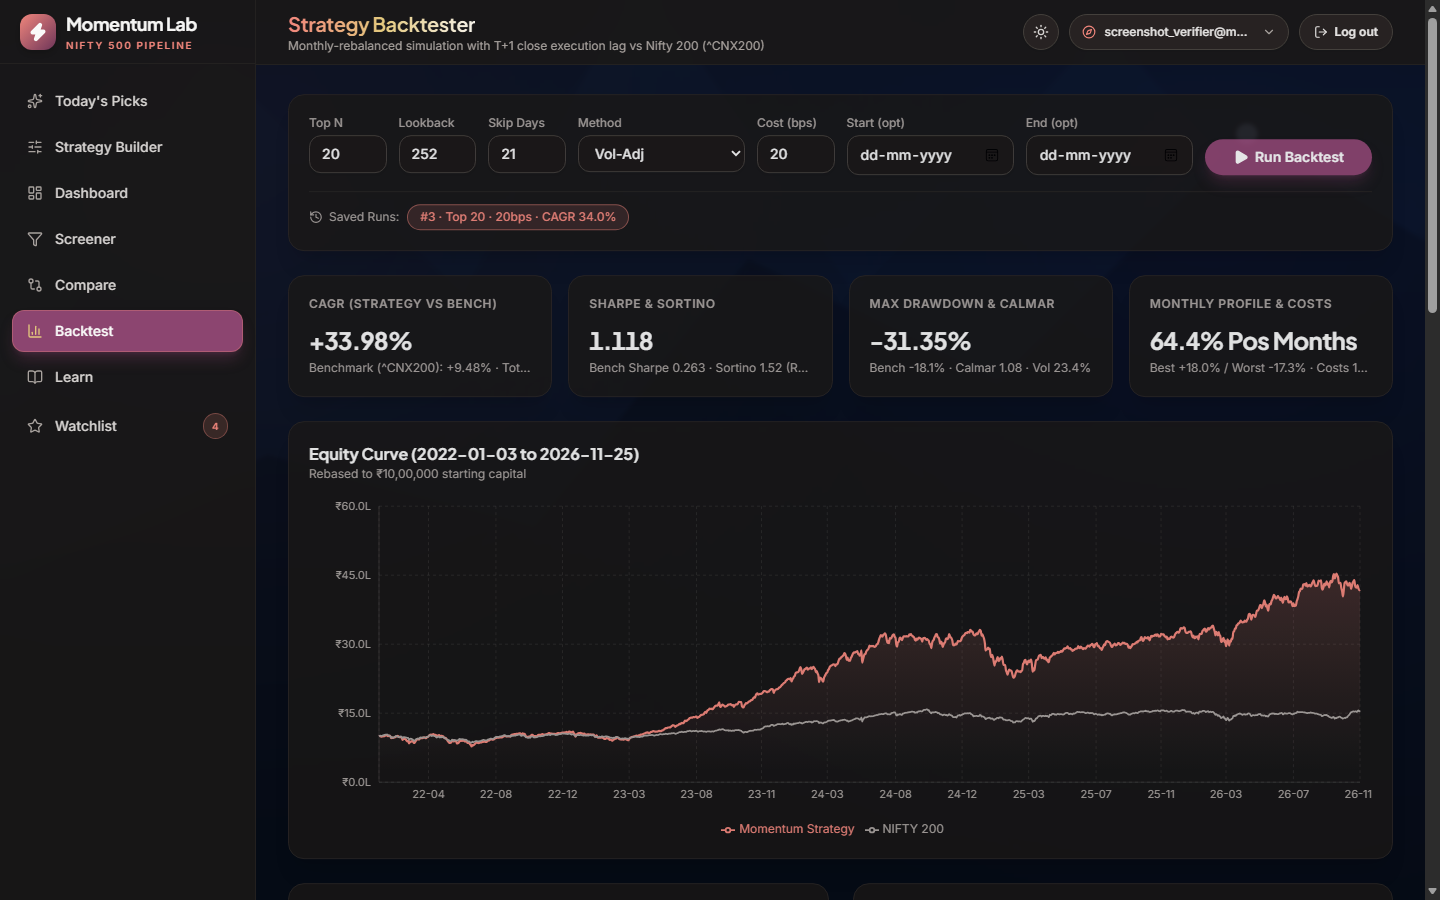 Momentum Lab
NIFTY 500 PIPELINE
Today's Picks
Strategy Builder
Dashboard
Screener
Compare
Backtest
Learn
Watchlist
4
Strategy Backtester
Monthly-rebalanced simulation with T+1 close execution lag vs Nifty 200 (^CNX200)
screenshot_verifier@m...
Log out
Top N
Lookback
Skip Days
Method
Cost (bps)
Start (opt)
End (opt)
20
252
21
Vol-Adj
20
dd-mm-yyyy
dd-mm-yyyy
Run Backtest
Saved Runs:
#3 · Top 20 · 20bps · CAGR 34.0%
CAGR (STRATEGY VS BENCH)
+33.98%
Benchmark (^CNX200): +9.48% · Tot...
SHARPE & SORTINO
1.118
Bench Sharpe 0.263 · Sortino 1.52 (R...
MAX DRAWDOWN & CALMAR
-31.35%
Bench -18.1% · Calmar 1.08 · Vol 23.4%
MONTHLY PROFILE & COSTS
64.4% Pos Months
Best +18.0% / Worst -17.3% · Costs 1...
Equity Curve (2022-01-03 to 2026-11-25)
Rebased to ₹10,00,000 starting capital
₹60.0L
₹45.0L
₹30.0L
₹15.0L
₹0.0L
22-04
22-08
22-12
23-03
23-08
23-11
24-03
24-08
24-12
25-03
25-07
25-11
26-03
26-07
26-11
Momentum Strategy
NIFTY 200